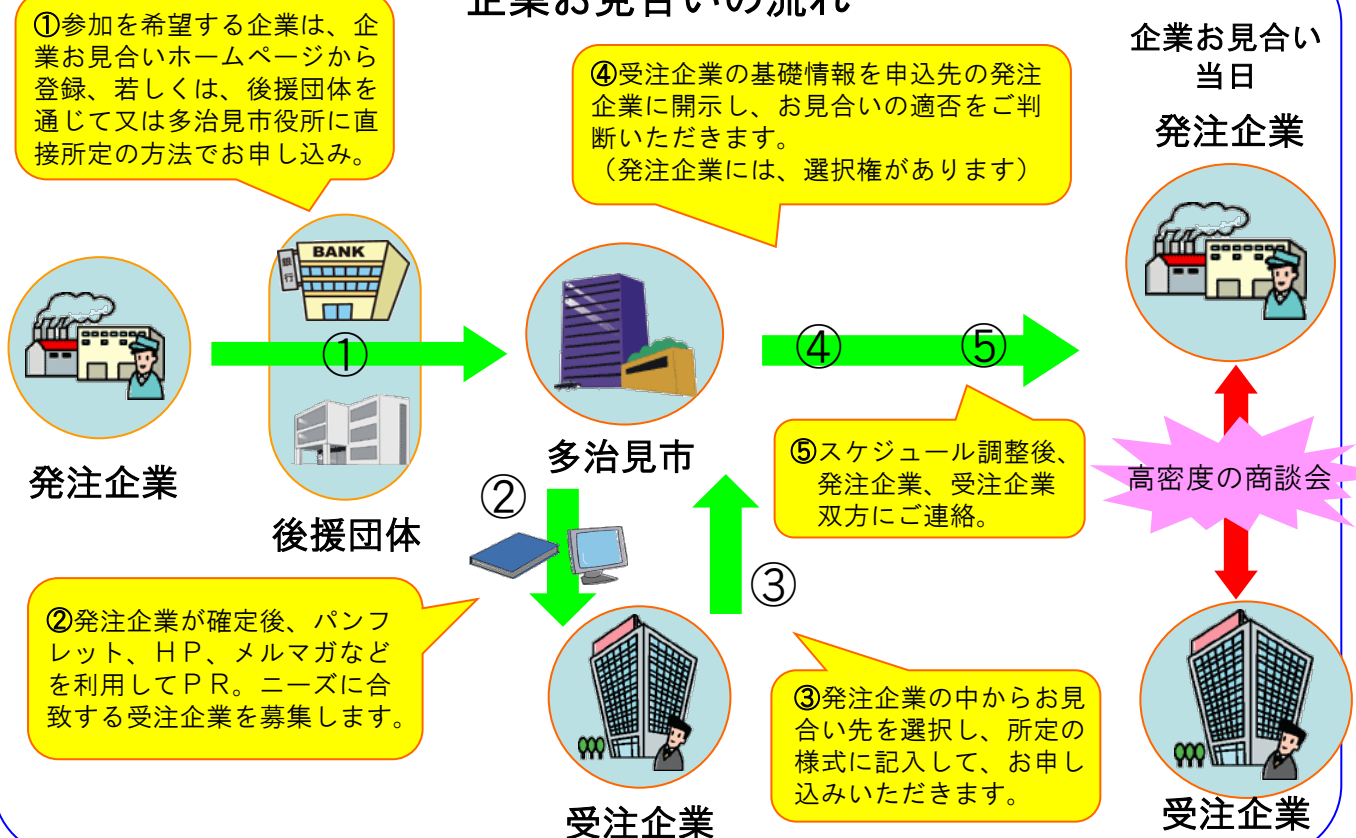 企業お見合いの流れ
①参加を希望する企業は、企
業お見合いホームページから
登録、若しくは、後援団体を
通じて又は多治見市役所に直
接所定の方法でお申し込み。
④受注企業の基礎情報を申込先の発注
企業に開示し、お見合いの適否をご判
断いただきます。
（発注企業には、選択権があります）
企業お見合い
当日
発注企業
BANK
銀行
①
④
⑤
発注企業
後援団体
多治見市
⑤スケジュール調整後、
発注企業、受注企業
双方にご連絡。
高密度の商談会
②
③
②発注企業が確定後、パンフ
レット、ＨＰ、メルマガなど
を利用してＰＲ。ニーズに合
致する受注企業を募集します。
③発注企業の中からお見
合い先を選択し、所定の
様式に記入して、お申し
込みいただきます。
受注企業
受注企業